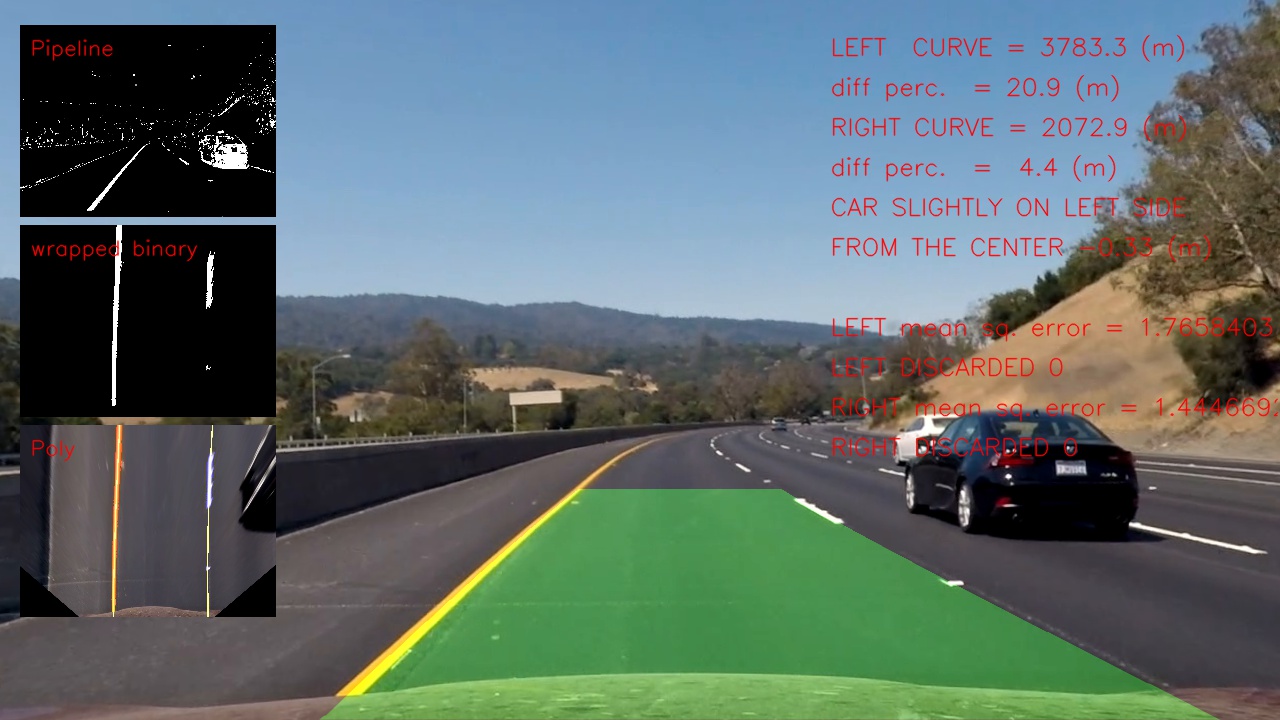 Pipeline
wrapped binary
Poly
LEFT CURVE = 3783.3 (m)
diff perc. = 20.9 (m)
RIGHT CURVE = 2072.9 (m)
diff perc. = 4.4 (m)
CAR SLIGHTLY ON LEFT SIDE
FROM THE CENTER -0.33 (m)
LEFT mean sq. error = 1.7658403
LEFT DISCARDED 0
RIGHT mean sq. error = 1.444669
RIGHT DISCARDED 0